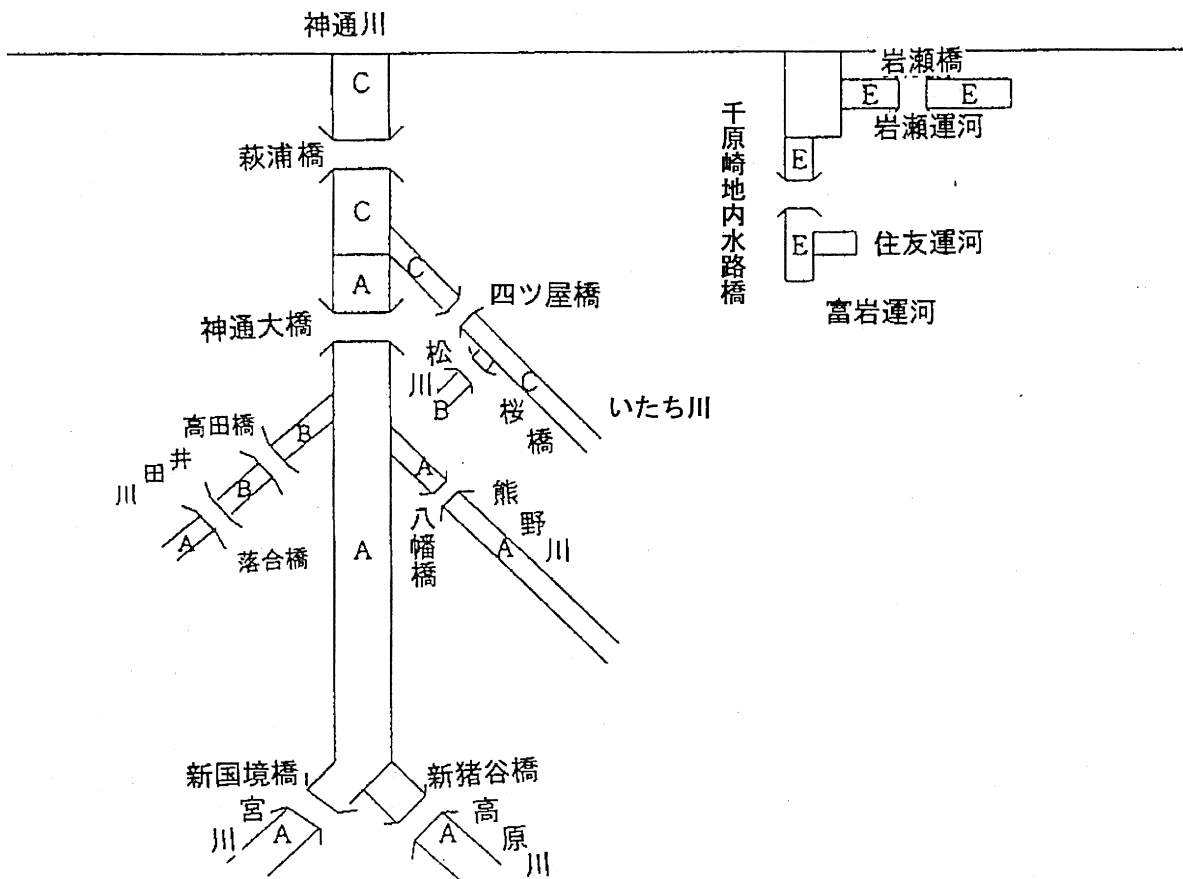 神通川
C
萩浦橋
C
C
A
神通大橋
四ツ屋橋
松川
B
桜橋
C
いたち川
高田橋
B
井田川
B
A
落合橋
A
八幡橋
熊野川
A
A
新国境橋
新猪谷橋
宮川
A
高原川
A
岩瀬橋
E
E
岩瀬運河
千原崎地内水路橋
E
E
住友運河
富岩運河